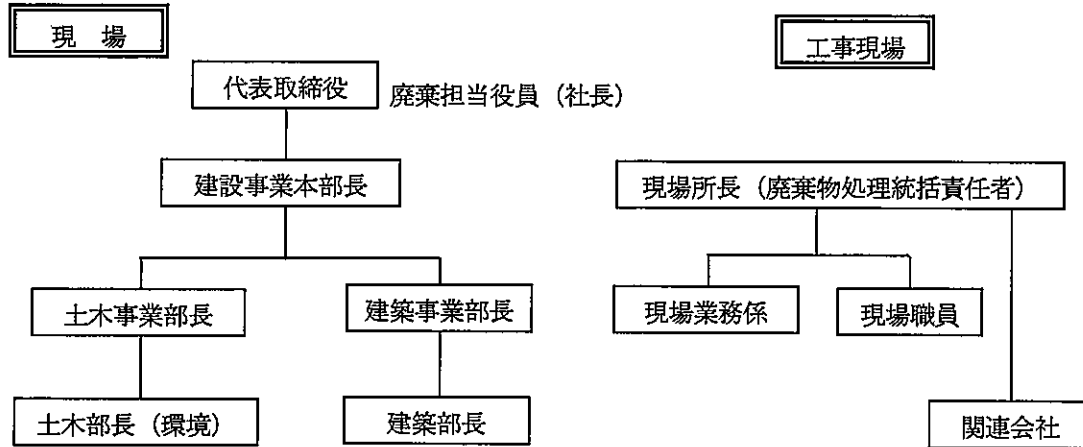 現 場
代表取締役
廃棄担当役員（社長）
建設事業本部長
土木事業部長
建築事業部長
土木部長（環境）
建築部長
工事現場
現場所長（廃棄物処理統括責任者）
現場業務係
現場職員
関連会社